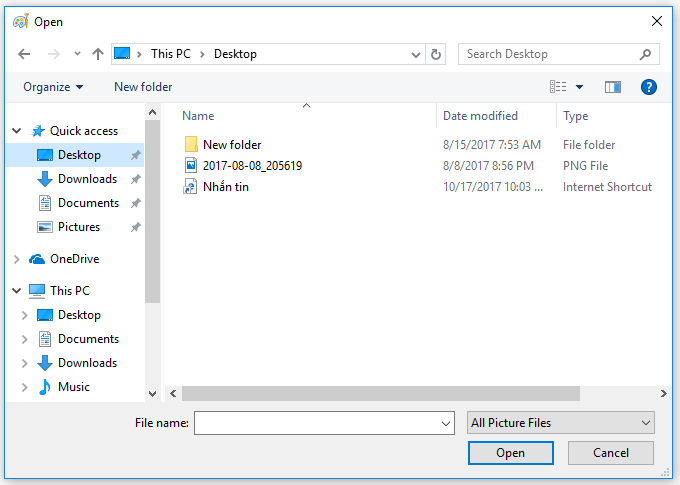 Open
This PC > Desktop
Search Desktop
Organize
New folder
?
Name
Date modified
Type
New folder
8/15/2017 7:53 AM
File folder
2017-08-08_205619
8/8/2017 8:56 PM
PNG File
Nhắn tin
10/17/2017 10:03 ...
Internet Shortcut
Quick access
Desktop
Downloads
Documents
Pictures
OneDrive
This PC
Desktop
Documents
Downloads
Music
File name:
All Picture Files
Open
Cancel